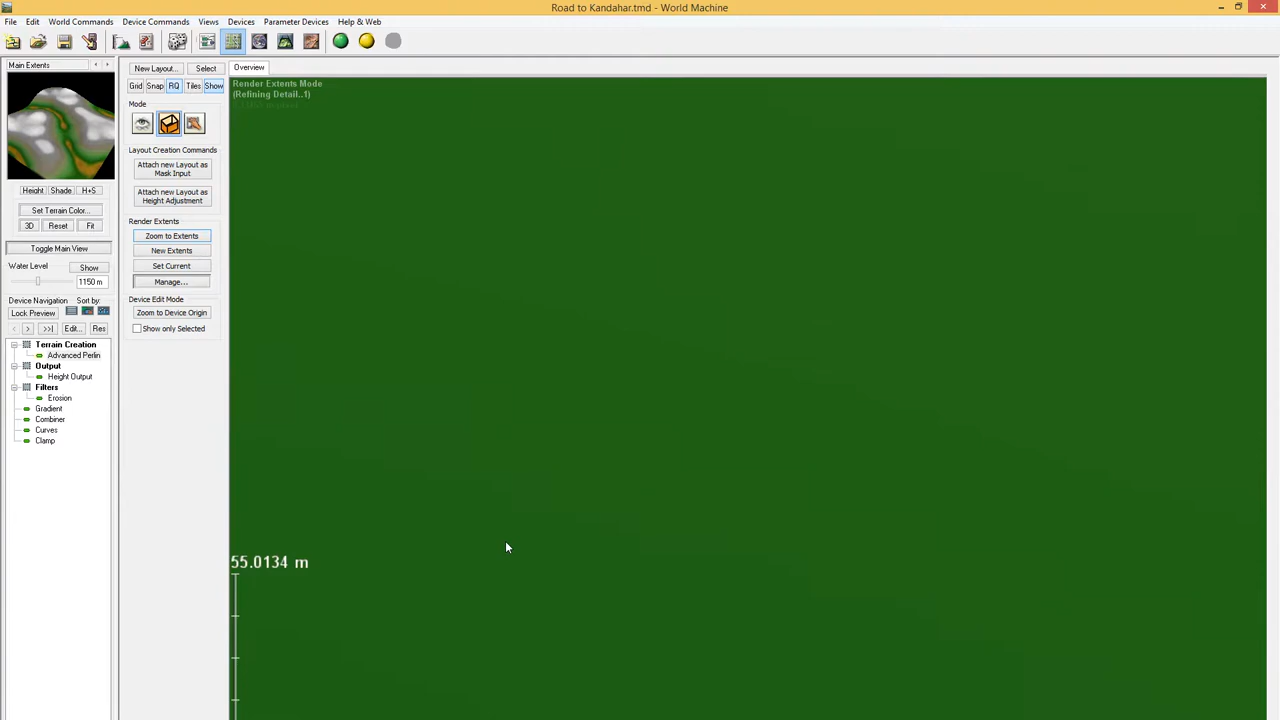 Road to Kandahar.tmd - World Machine
File Edit World Commands Device Commands Views Devices Parameter Devices Help & Web
Main Extents
New Layout... Select
Overview
Grid Snap RQ Tiles Show
Render Extents Mode
(Refining Detail..1)
Mode
Layout Creation Commands
Attach new Layout as
Mask Input
Attach new Layout as
Height Adjustment
Height Shade H+S
Set Terrain Color...
3D Reset Fit
Render Extents
Zoom to Extents
Toggle Main View
New Extents
Water Level Show
Set Current
1150 m
Manage...
Device Navigation Sort by:
Device Edit Mode
Lock Preview
Zoom to Device Origin
< > >>| Edit... Res
Show only Selected
Terrain Creation
Advanced Perlin
Output
Height Output
Filters
Erosion
Gradient
Combiner
Curves
Clamp
55.0134 m